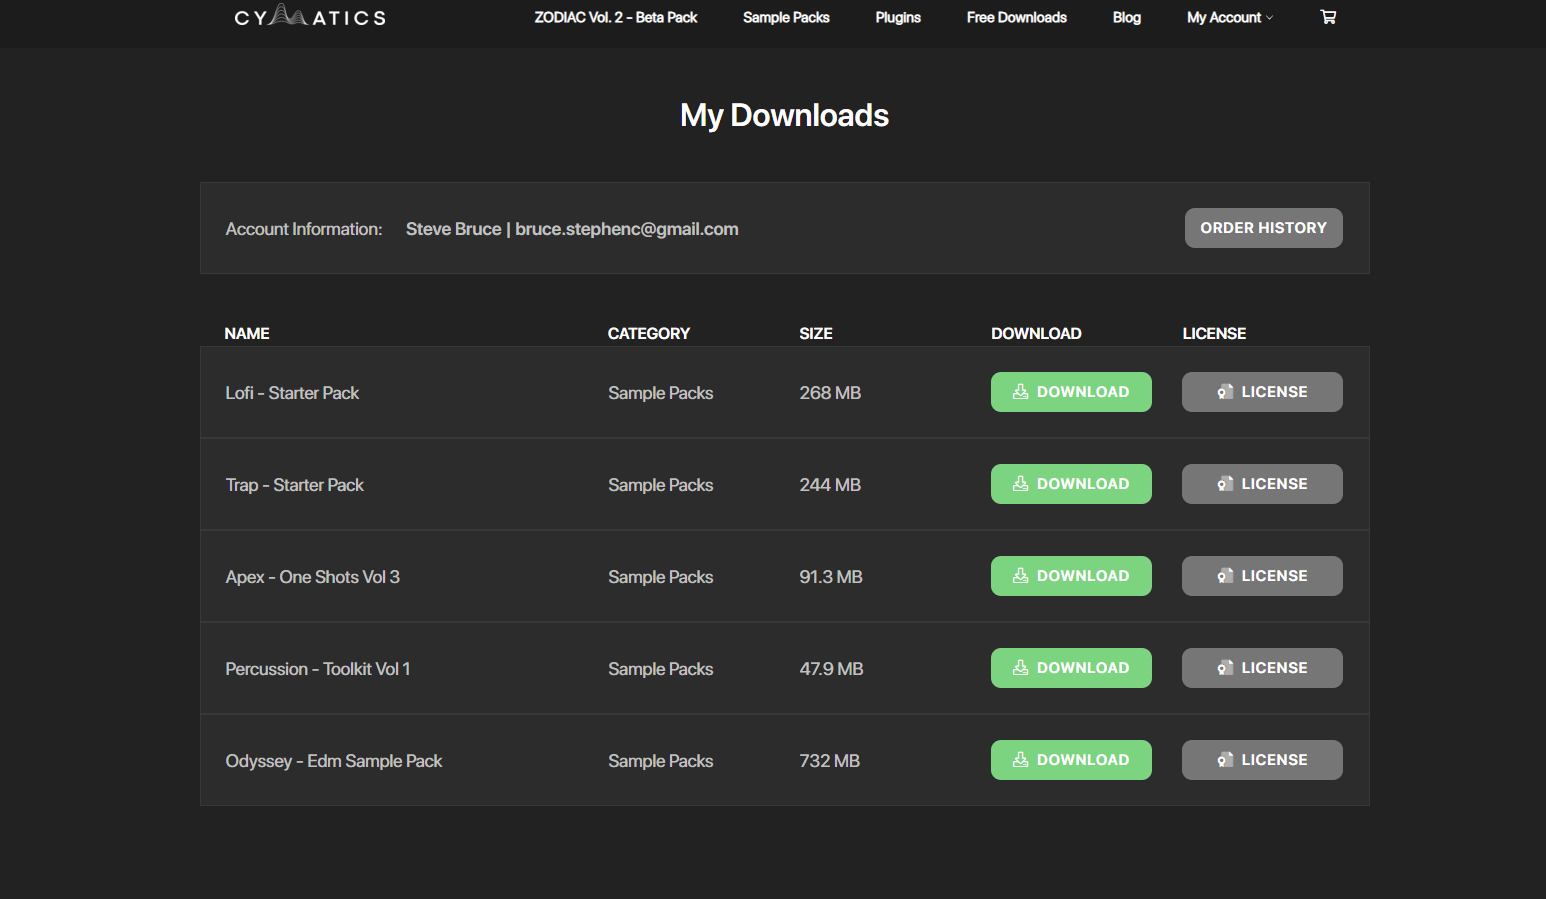 CYMATICS
ZODIAC Vol. 2 - Beta Pack Sample Packs Plugins Free Downloads Blog My Account
My Downloads
Account Information: Steve Bruce | bruce.stephenc@gmail.com ORDER HISTORY
NAME CATEGORY SIZE DOWNLOAD LICENSE
Lofi - Starter Pack Sample Packs 268 MB DOWNLOAD LICENSE
Trap - Starter Pack Sample Packs 244 MB DOWNLOAD LICENSE
Apex - One Shots Vol 3 Sample Packs 91.3 MB DOWNLOAD LICENSE
Percussion - Toolkit Vol 1 Sample Packs 47.9 MB DOWNLOAD LICENSE
Odyssey - Edm Sample Pack Sample Packs 732 MB DOWNLOAD LICENSE